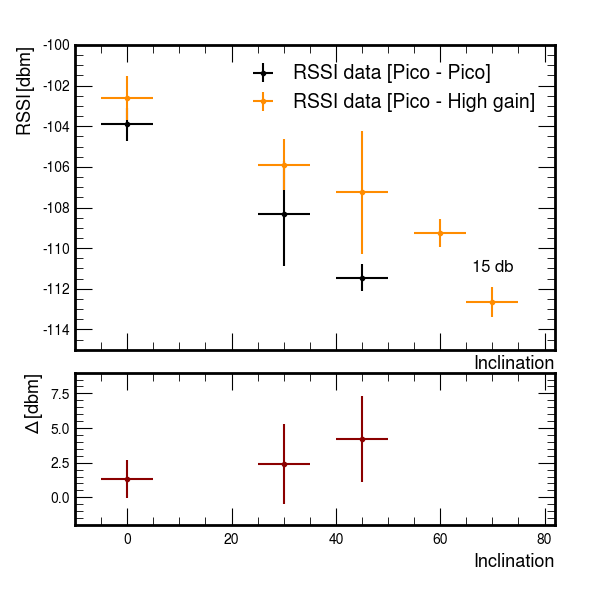 RSSI [dbm]
-100
-102
-104
-106
-108
-110
-112
-114
RSSI data [Pico - Pico]
RSSI data [Pico - High gain]
15 db
Inclination
Δ [dbm]
7.5
5.0
2.5
0.0
0 20 40 60 80
Inclination